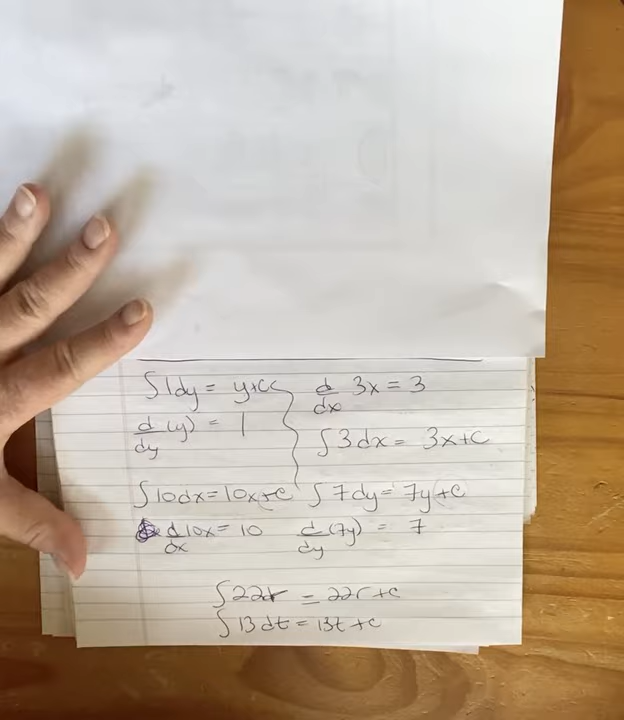 ∫1dy = y+c
d/dy (y) = 1
d/dx 3x = 3
∫3dx = 3x+c
∫10dx=10x+c
d/dx 10x = 10
∫7dy = 7y+c
d/dy (7y) = 7
= 22r+c
∫13dt = 13t+c